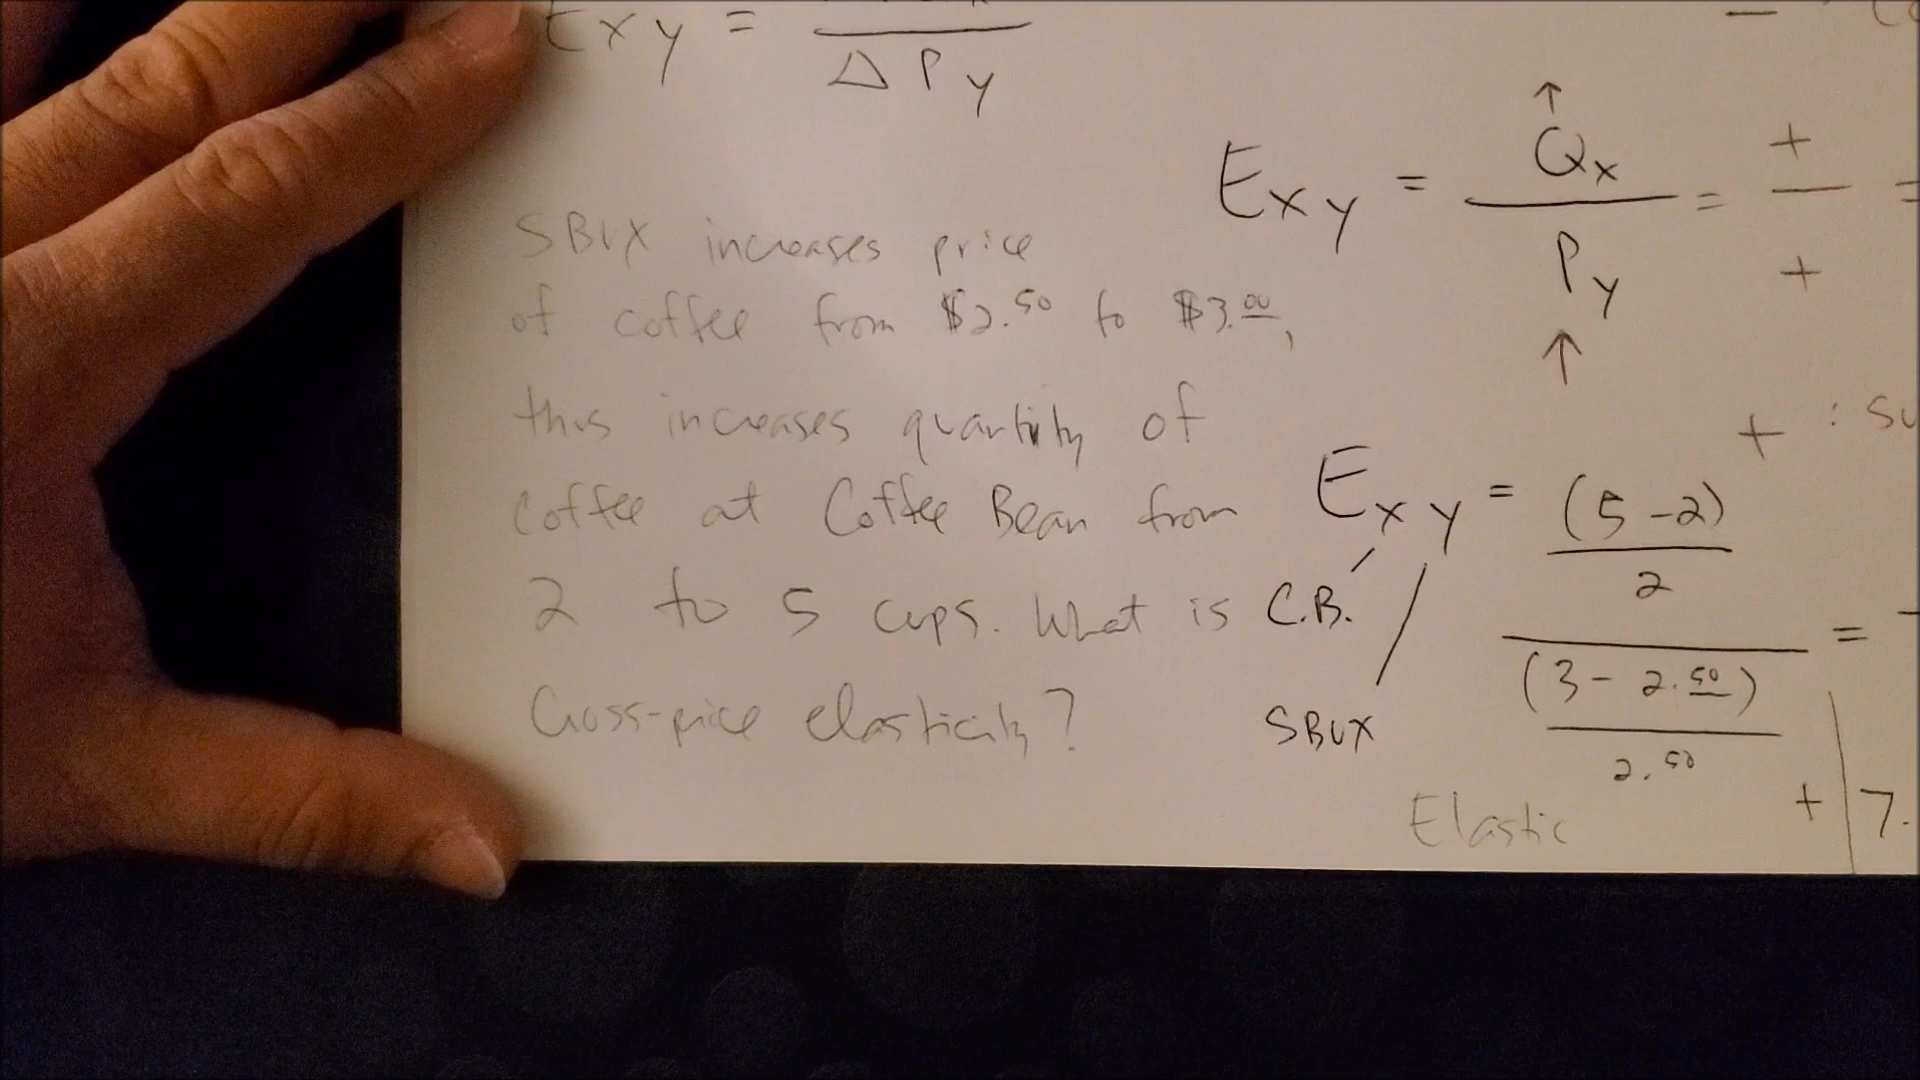 Exy =
Δ Py
SBUX increases price
of coffee from $2.50 to $3.00,
thus increases quantity of
coffee at Coffee Bean from
2 to 5 cups. What is
Cross-price elasticity?
↑
Exy = Qx / Py = + / + =
↑
+ : su
Exy = (5-2) / 2 / (3 - 2.50) / 2.50 =
C.B.
SBUX
Elastic
+ 7.